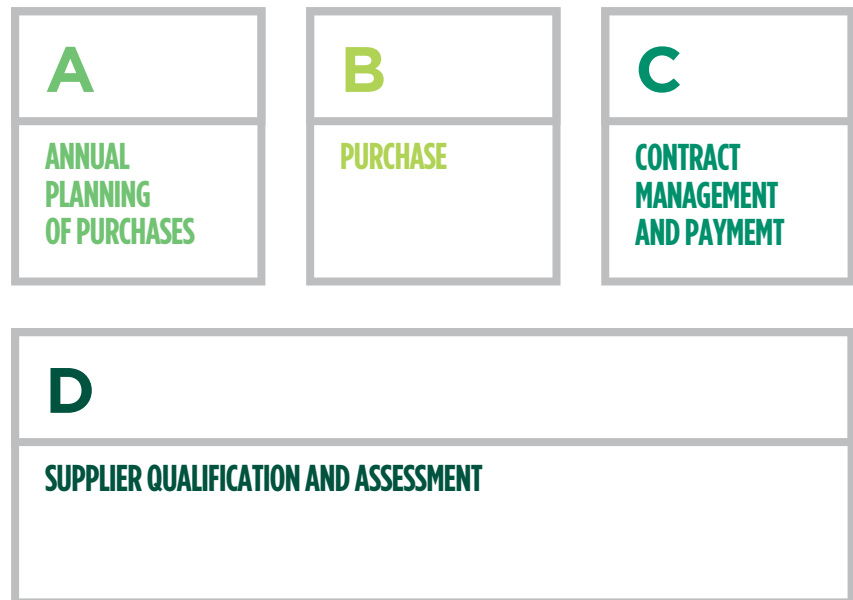 A
ANNUAL
PLANNING
OF PURCHASES
B
PURCHASE
C
CONTRACT
MANAGEMENT
AND PAYMEMT
D
SUPPLIER QUALIFICATION AND ASSESSMENT